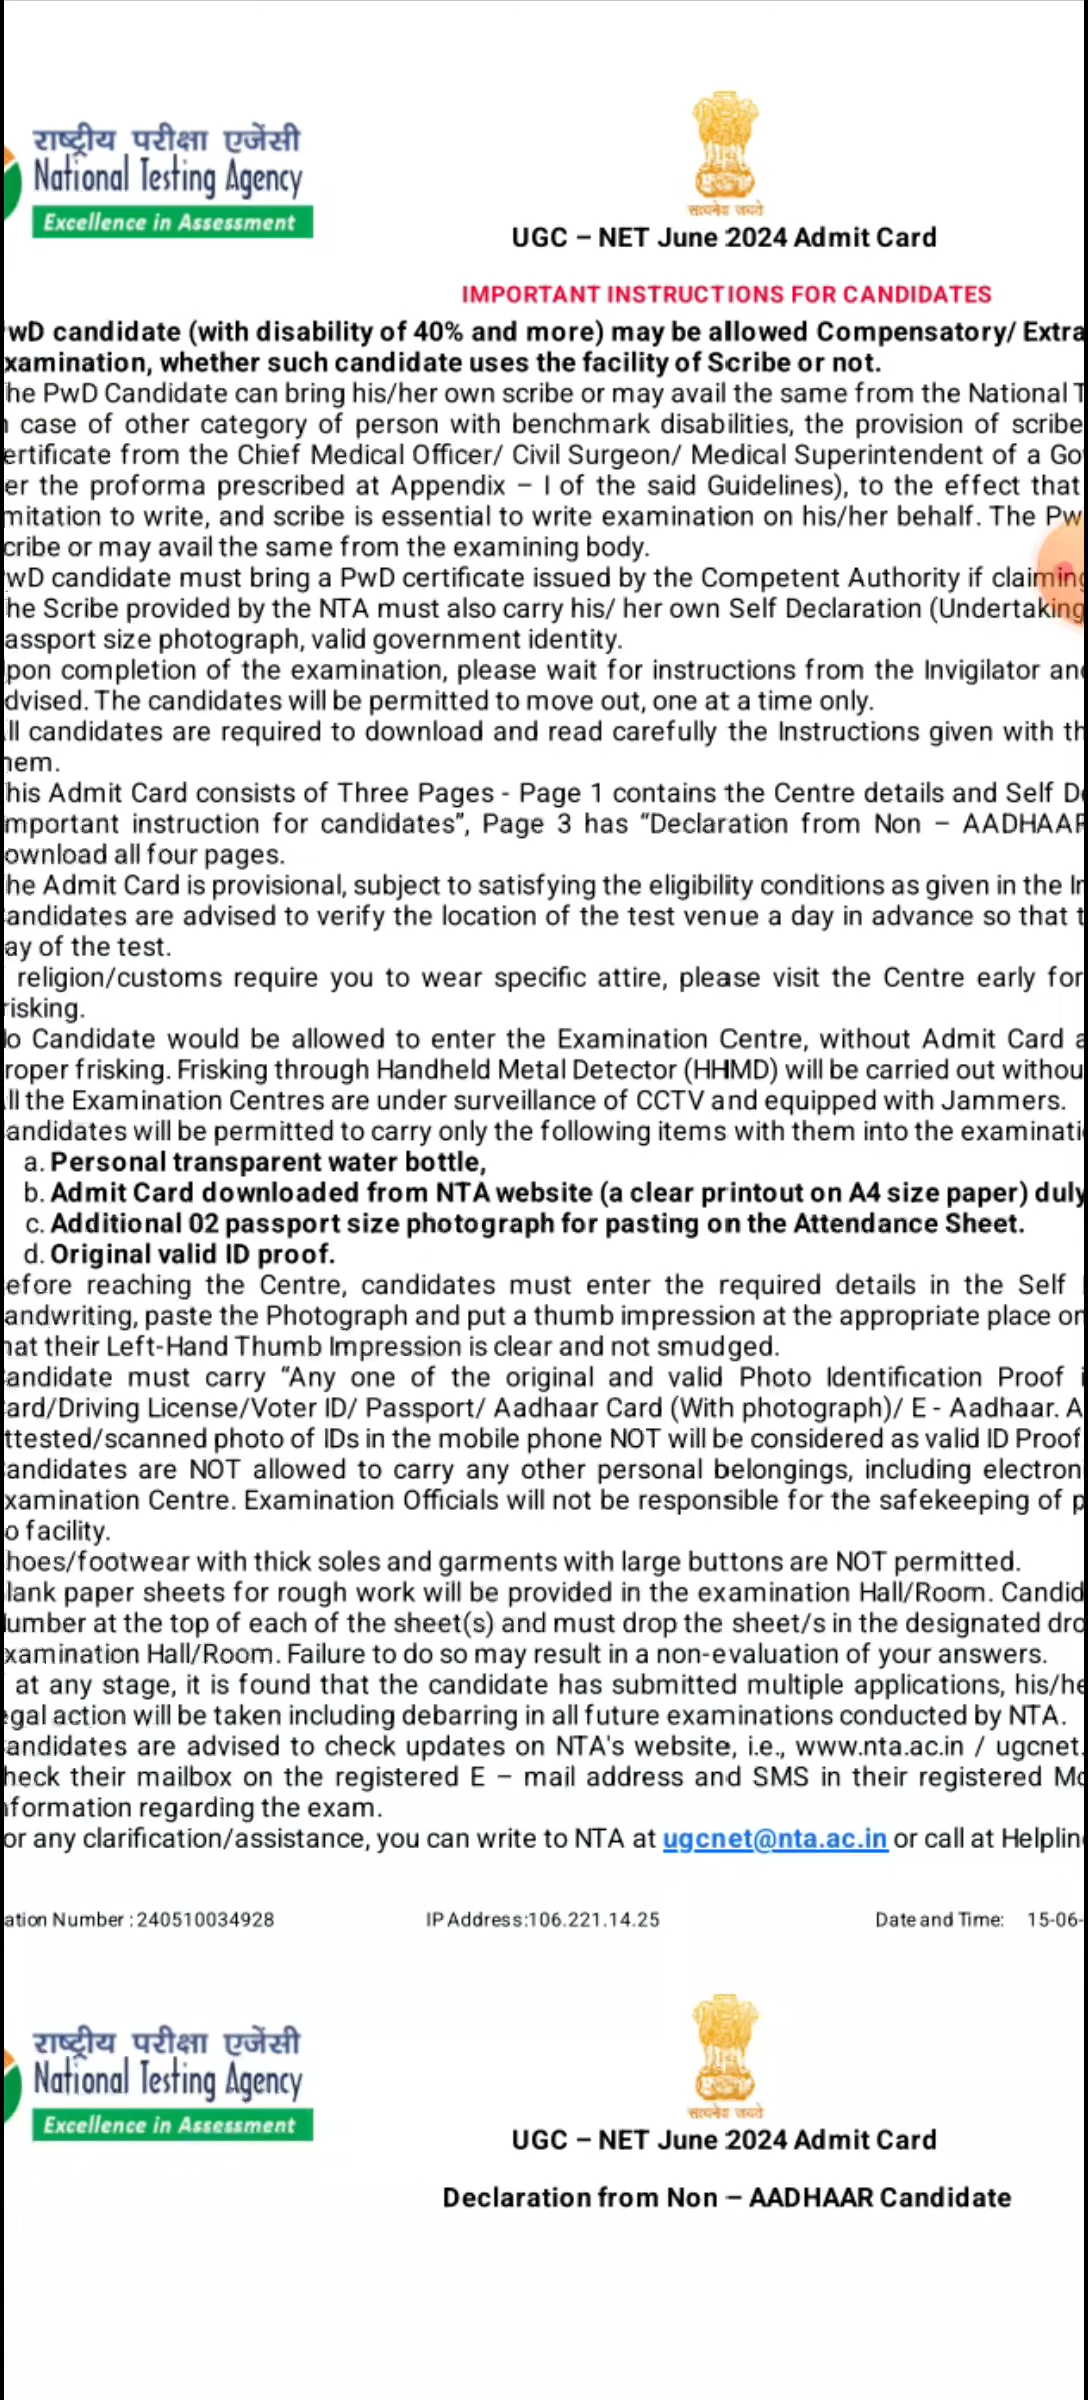 राष्ट्रीय परीक्षा एजेंसी
National Testing Agency
Excellence in Assessment
सत्यमेव जयते
UGC – NET June 2024 Admit Card
IMPORTANT INSTRUCTIONS FOR CANDIDATES
wD candidate (with disability of 40% and more) may be allowed Compensatory/ Extra
xamination, whether such candidate uses the facility of Scribe or not.
he PwD Candidate can bring his/her own scribe or may avail the same from the National T
case of other category of person with benchmark disabilities, the provision of scribe
ertificate from the Chief Medical Officer/ Civil Surgeon/ Medical Superintendent of a Go
er the proforma prescribed at Appendix – I of the said Guidelines), to the effect that
mitation to write, and scribe is essential to write examination on his/her behalf. The Pw
cribe or may avail the same from the examining body.
wD candidate must bring a PwD certificate issued by the Competent Authority if claiming
he Scribe provided by the NTA must also carry his/ her own Self Declaration (Undertaking
assport size photograph, valid government identity.
pon completion of the examination, please wait for instructions from the Invigilator and
dvised. The candidates will be permitted to move out, one at a time only.
ll candidates are required to download and read carefully the Instructions given with th
hem.
his Admit Card consists of Three Pages - Page 1 contains the Centre details and Self De
mportant instruction for candidates”, Page 3 has “Declaration from Non – AADHAAR
ownload all four pages.
he Admit Card is provisional, subject to satisfying the eligibility conditions as given in the In
andidates are advised to verify the location of the test venue a day in advance so that t
ay of the test.
religion/customs require you to wear specific attire, please visit the Centre early for
risking.
o Candidate would be allowed to enter the Examination Centre, without Admit Card a
roper frisking. Frisking through Handheld Metal Detector (HHMD) will be carried out withou
ll the Examination Centres are under surveillance of CCTV and equipped with Jammers.
andidates will be permitted to carry only the following items with them into the examinati
a. Personal transparent water bottle,
b. Admit Card downloaded from NTA website (a clear printout on A4 size paper) duly
c. Additional 02 passport size photograph for pasting on the Attendance Sheet.
d. Original valid ID proof.
efore reaching the Centre, candidates must enter the required details in the Self
andwriting, paste the Photograph and put a thumb impression at the appropriate place on
hat their Left-Hand Thumb Impression is clear and not smudged.
andidate must carry “Any one of the original and valid Photo Identification Proof i
ard/Driving License/Voter ID/ Passport/ Aadhaar Card (With photograph)/ E - Aadhaar. A
ttested/scanned photo of IDs in the mobile phone NOT will be considered as valid ID Proof
andidates are NOT allowed to carry any other personal belongings, including electron
xamination Centre. Examination Officials will not be responsible for the safekeeping of p
o facility.
hoes/footwear with thick soles and garments with large buttons are NOT permitted.
lank paper sheets for rough work will be provided in the examination Hall/Room. Candid
umber at the top of each of the sheet(s) and must drop the sheet/s in the designated dro
xamination Hall/Room. Failure to do so may result in a non-evaluation of your answers.
at any stage, it is found that the candidate has submitted multiple applications, his/he
egal action will be taken including debarring in all future examinations conducted by NTA.
andidates are advised to check updates on NTA's website, i.e., www.nta.ac.in / ugcnet.
heck their mailbox on the registered E – mail address and SMS in their registered Mo
nformation regarding the exam.
or any clarification/assistance, you can write to NTA at ugcnet@nta.ac.in or call at Helplin
ation Number : 240510034928 IP Address:106.221.14.25 Date and Time: 15-06-
राष्ट्रीय परीक्षा एजेंसी
National Testing Agency
Excellence in Assessment
सत्यमेव जयते
UGC – NET June 2024 Admit Card
Declaration from Non – AADHAAR Candidate